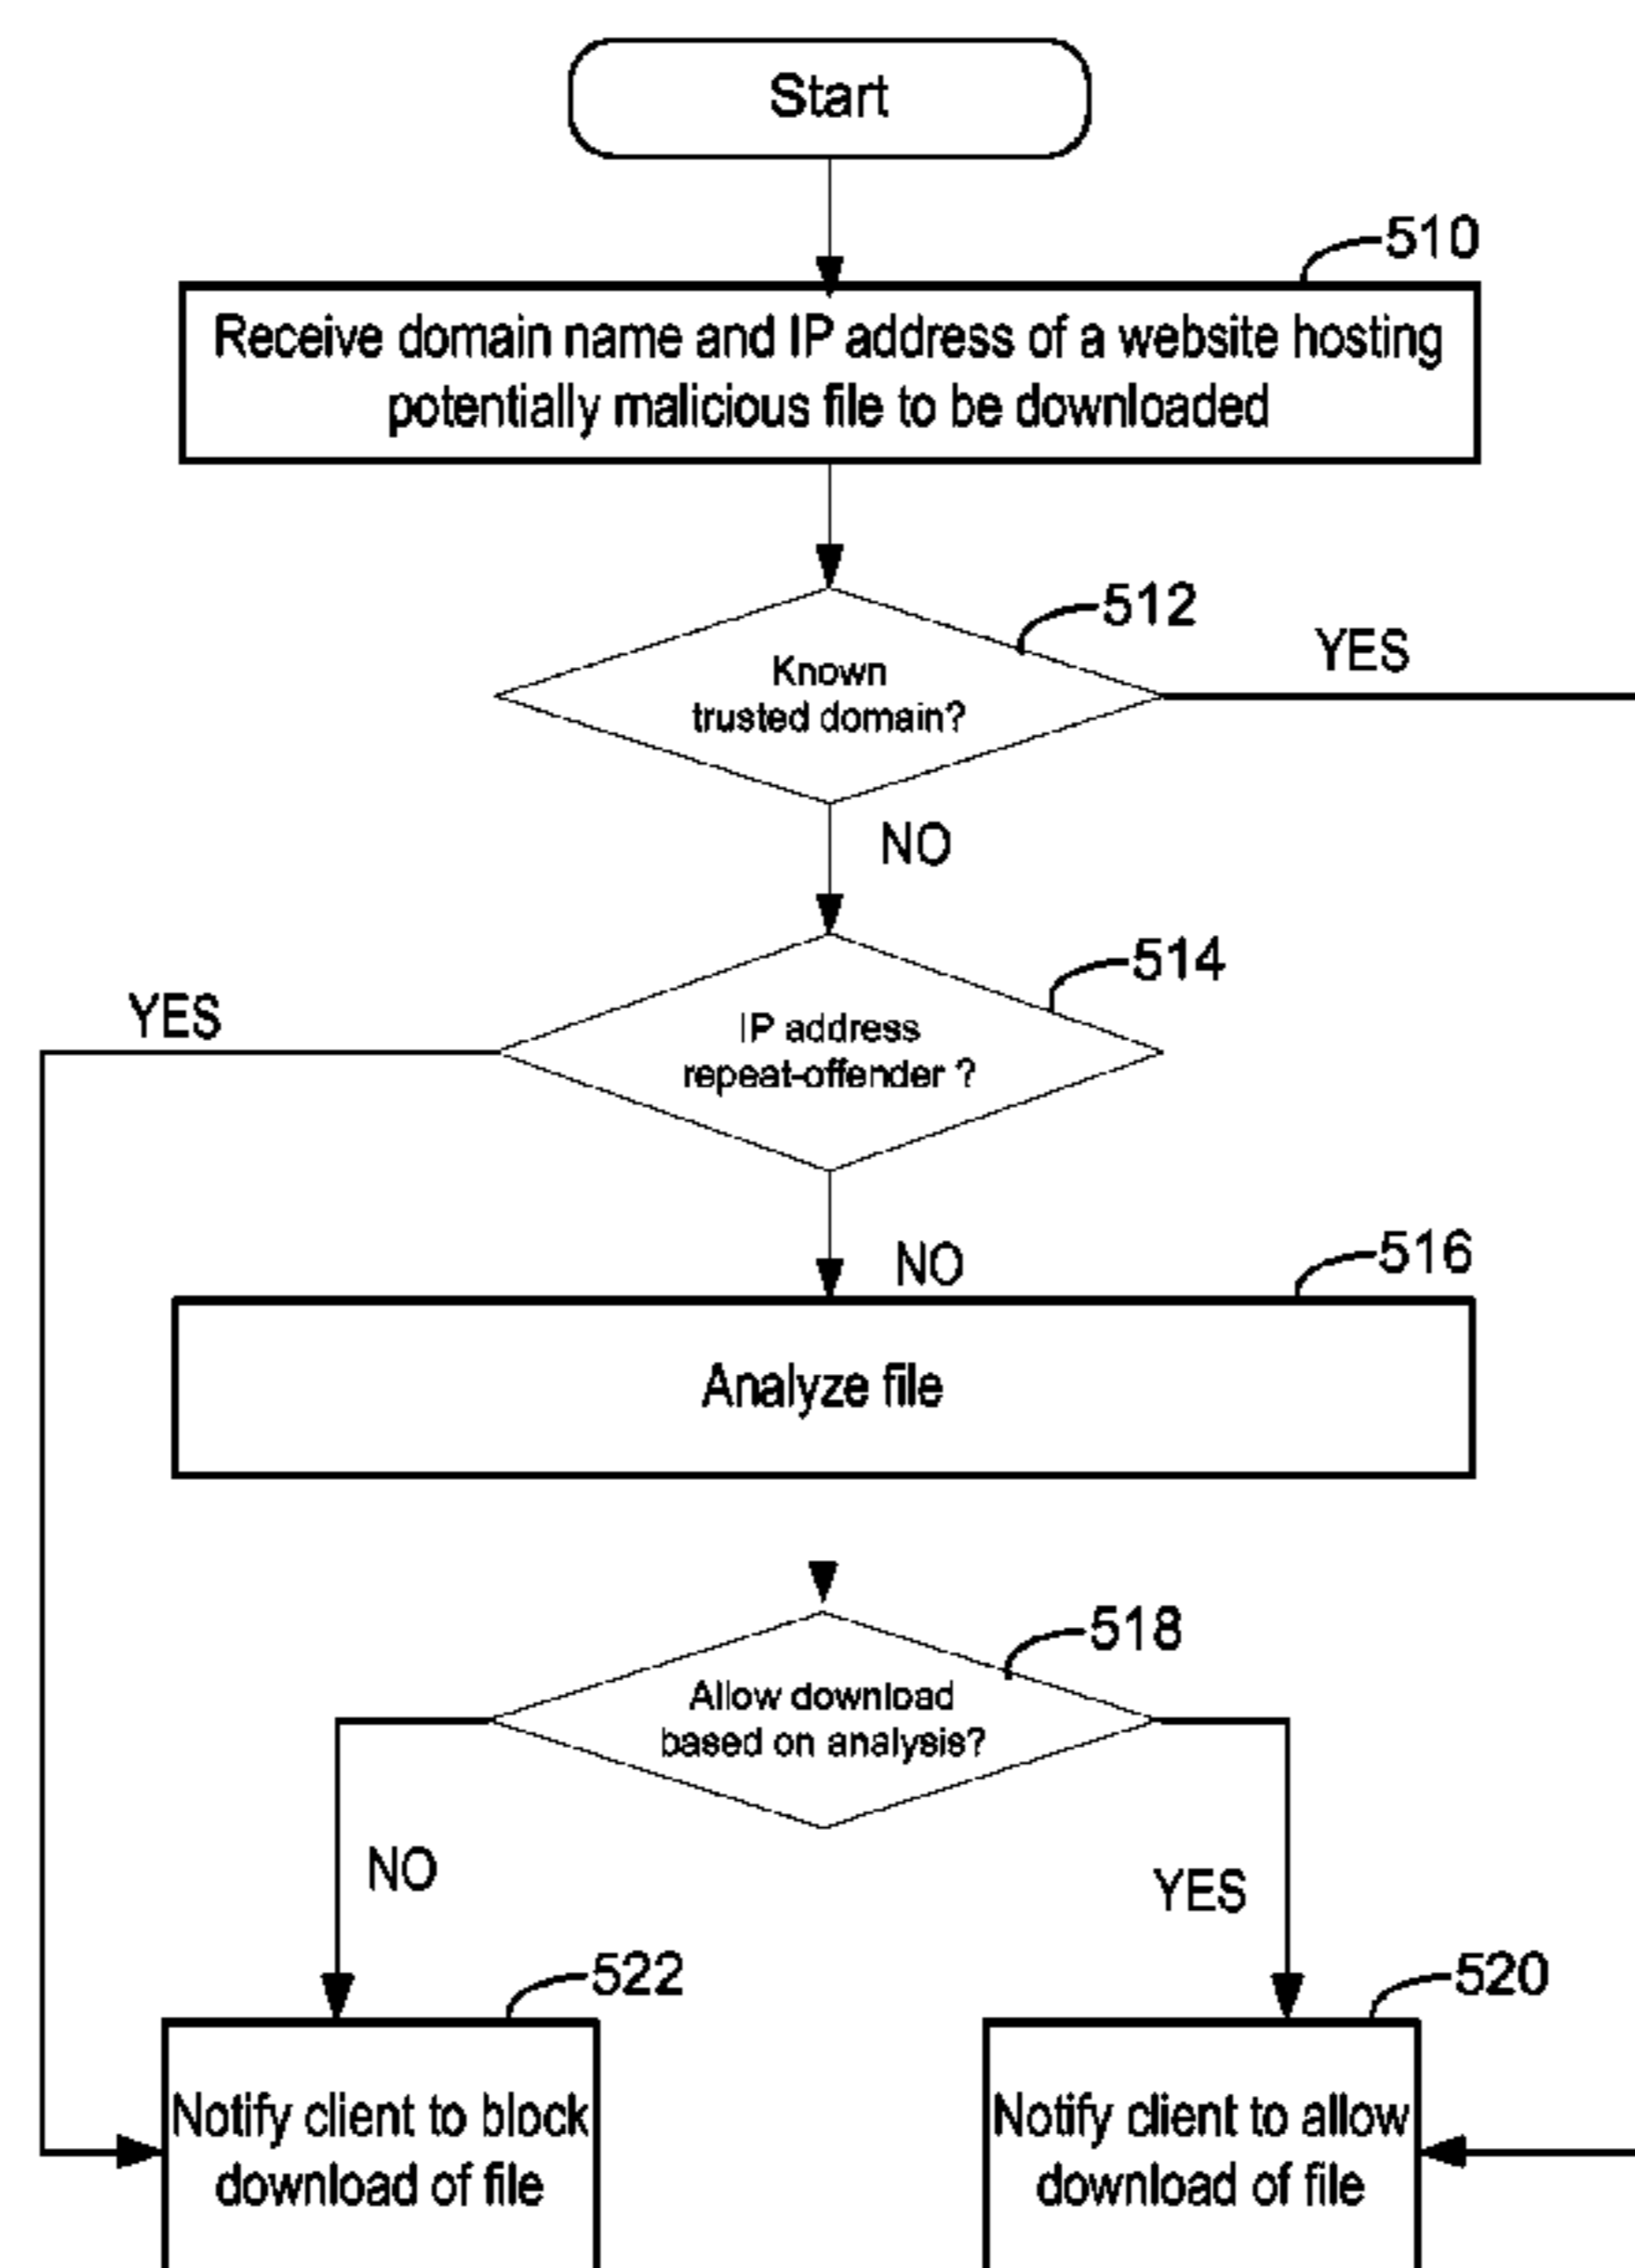 Start
510
Receive domain name and IP address of a website hosting
potentially malicious file to be downloaded
512
YES
Known
trusted domain?
NO
514
YES
IP address
repeat-offender ?
NO
516
Analyze file
518
Allow download
based on analysis?
NO
YES
522
520
Notify client to block
download of file
Notify client to allow
download of file